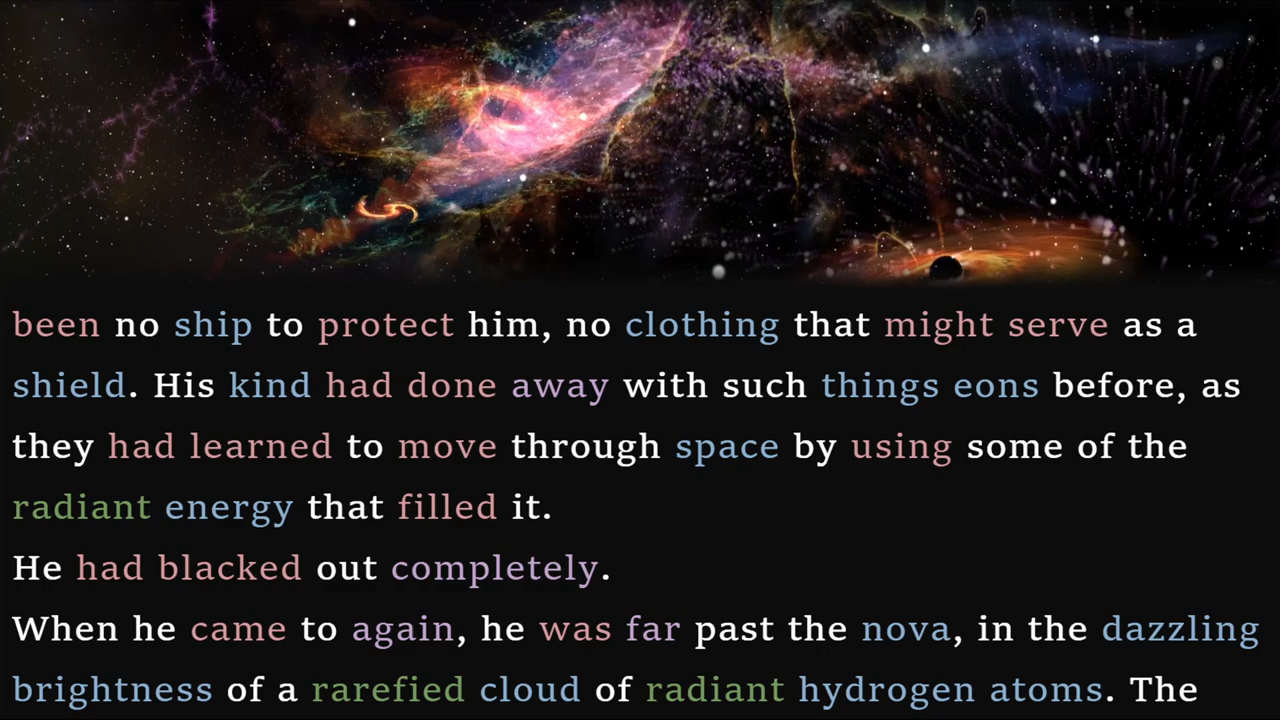 been no ship to protect him, no clothing that might serve as a
shield. His kind had done away with such things eons before, as
they had learned to move through space by using some of the
radiant energy that filled it.
He had blacked out completely.
When he came to again, he was far past the nova, in the dazzling
brightness of a rarefied cloud of radiant hydrogen atoms. The